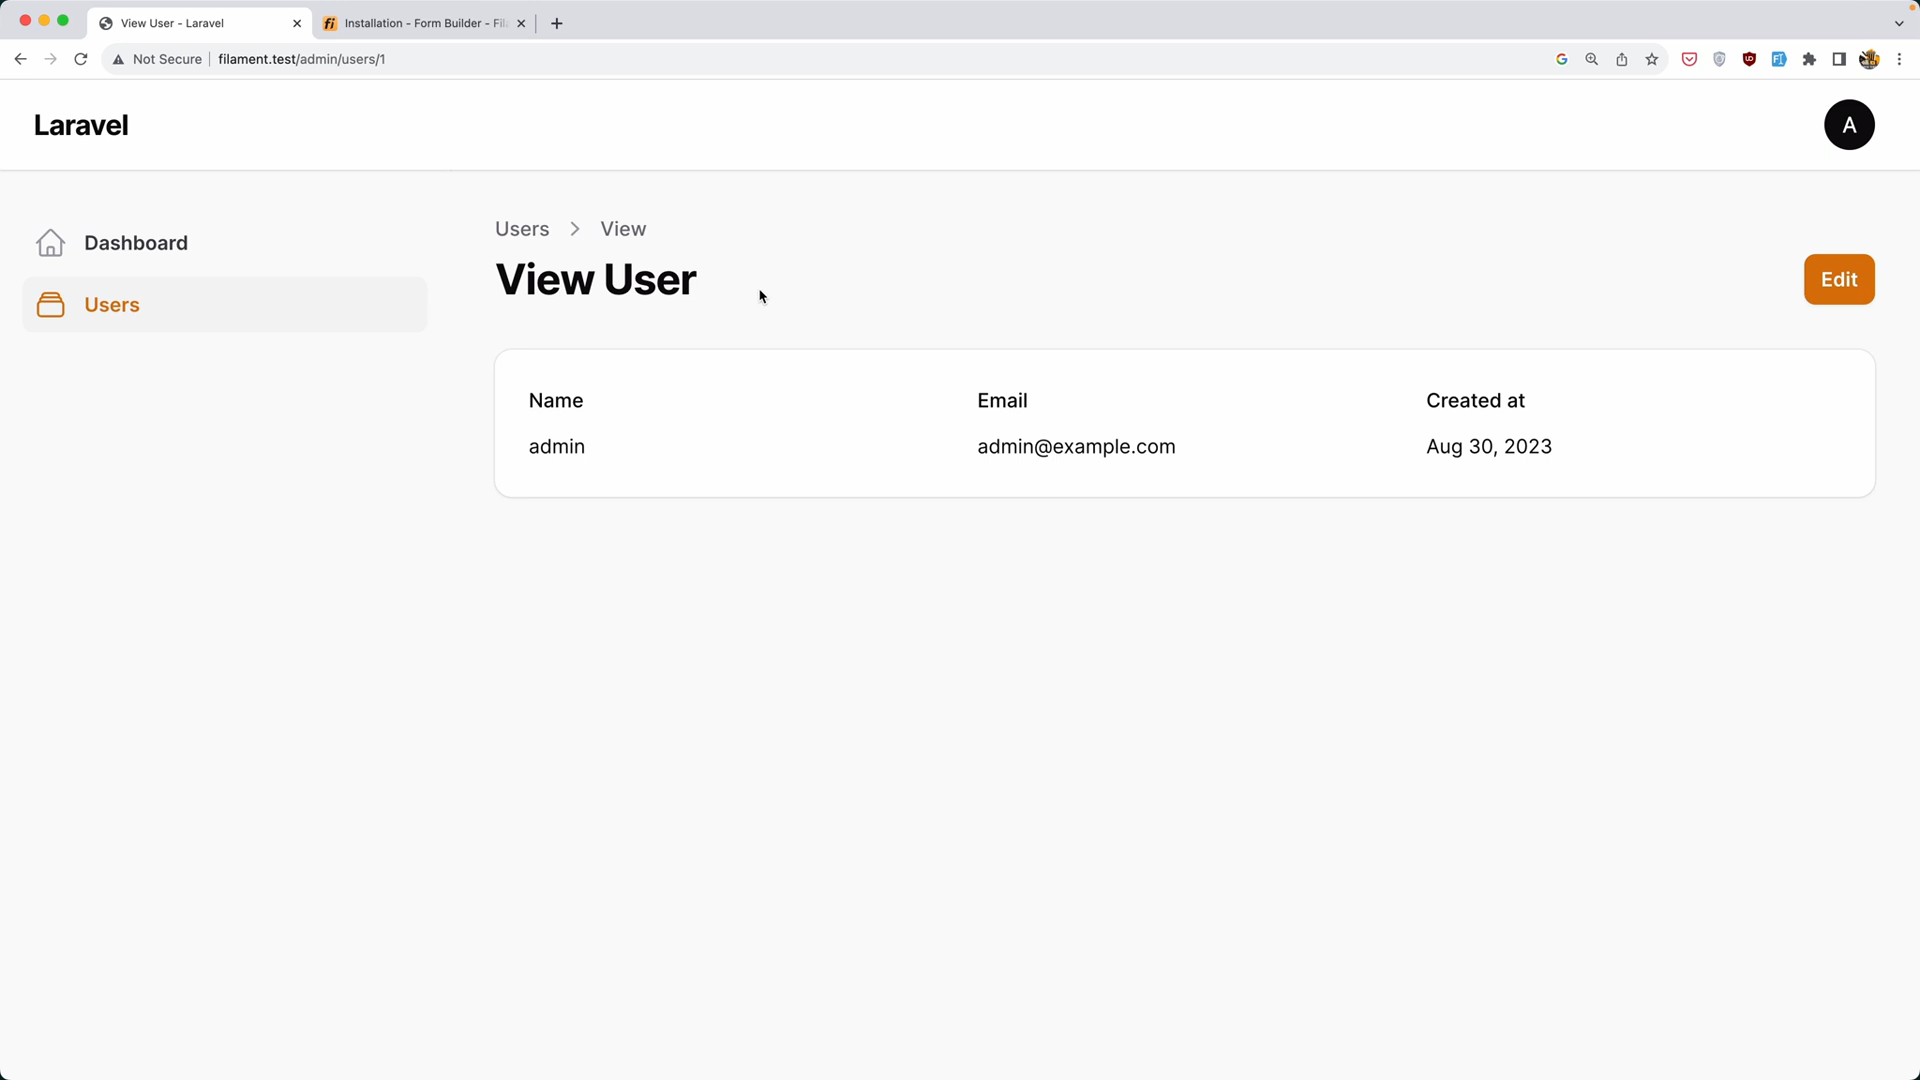 View User - Laravel
Installation - Form Builder - Fil
Not Secure
filament.test/admin/users/1
Laravel
A
Dashboard
Users
Users > View
View User
Edit
Name Email Created at
admin admin@example.com Aug 30, 2023